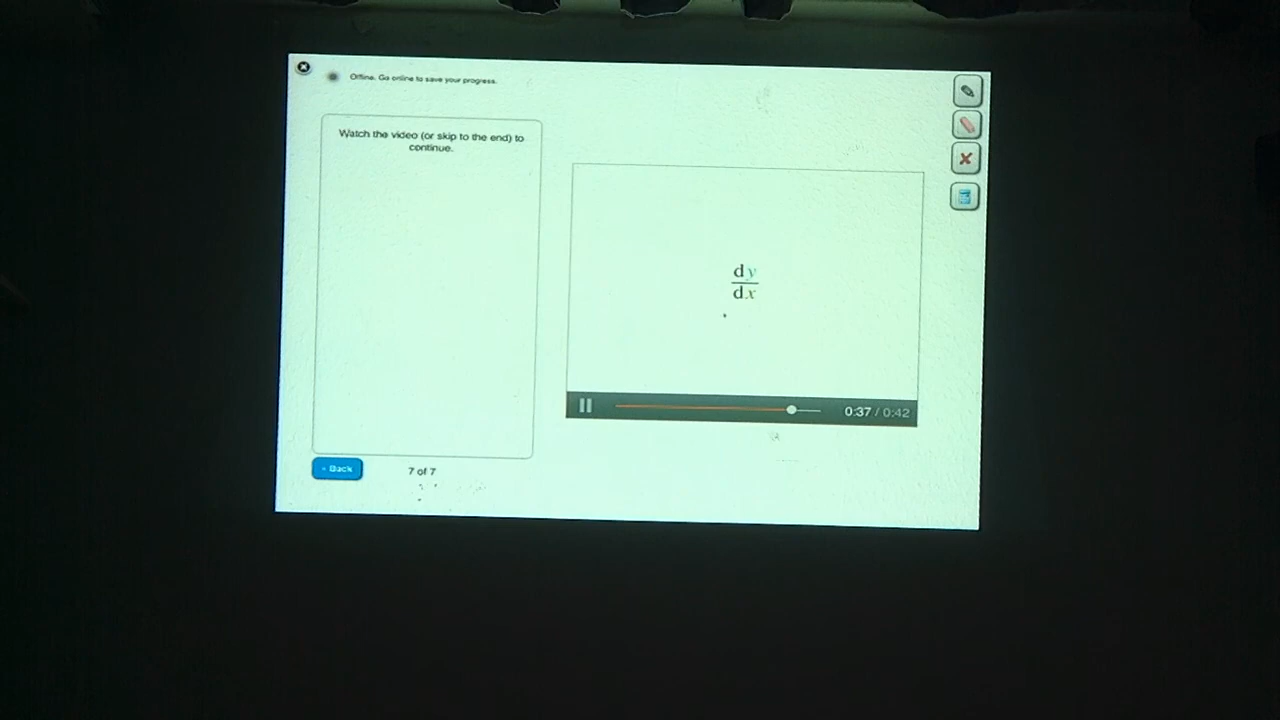 Offline. Go online to save your progress.
Watch the video (or skip to the end) to
continue.
dy
dx
0:37 / 0:42
Back
7 of 7